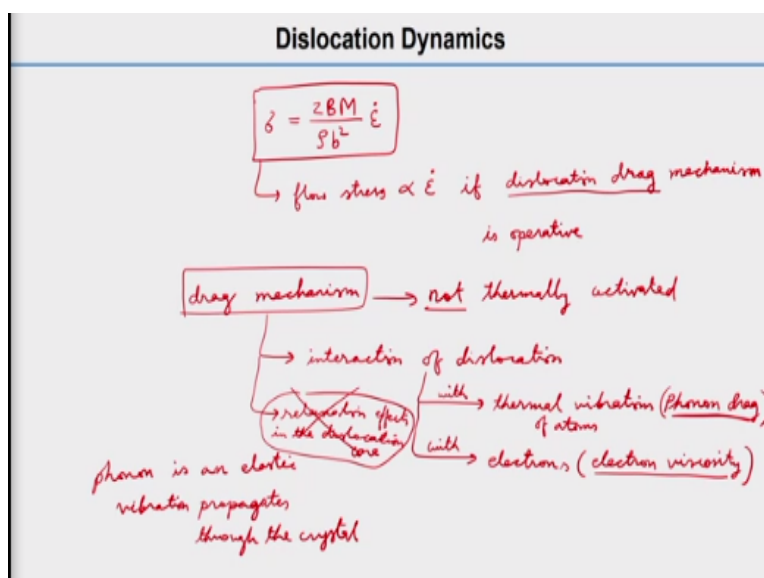 Dislocation Dynamics
σ = 2BM / ρb² ε̇
→ flow stress ∝ ε̇ if dislocation drag mechanism
is operative
drag mechanism → not thermally activated
→ interaction of dislocation
with → thermal vibration (phonon drag)
of atoms
→ relaxation effects
in the dislocation
core
with → electrons (electron viscosity)
phonon is an elastic
vibration propagates
through the crystal